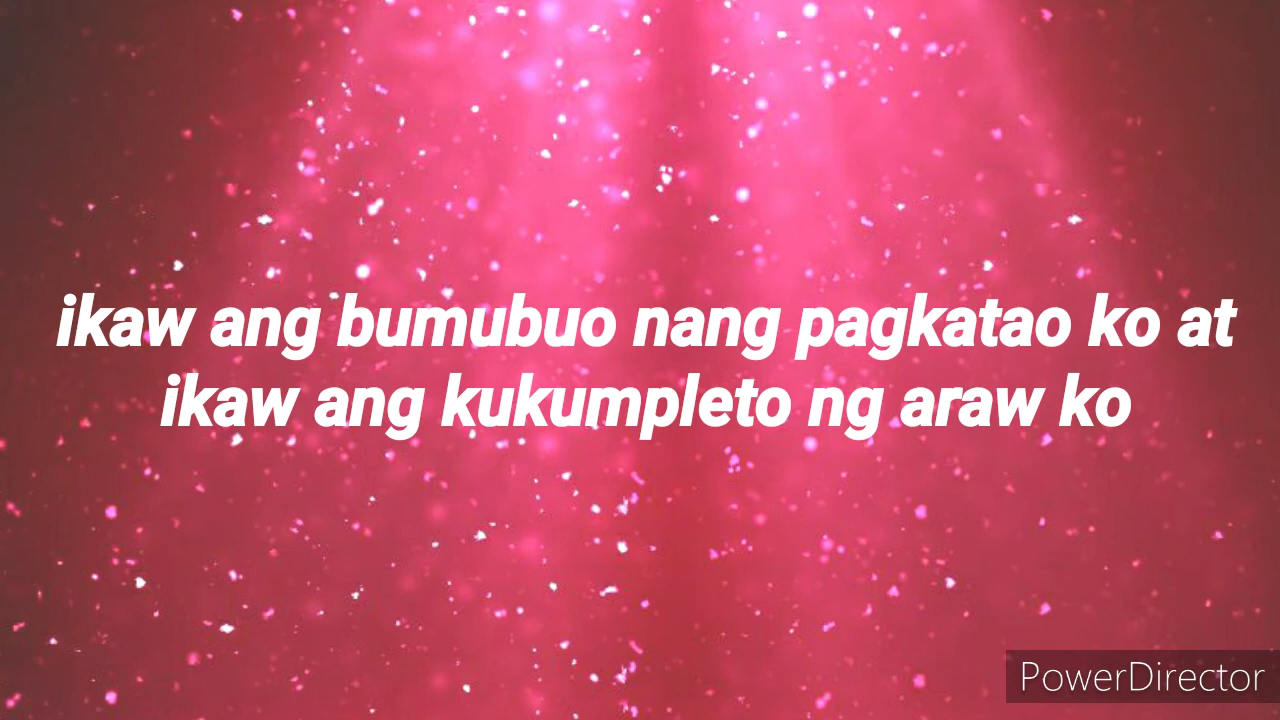 ikaw ang bumubuo nang pagkatao ko at
ikaw ang kukumpleto ng araw ko
PowerDirector